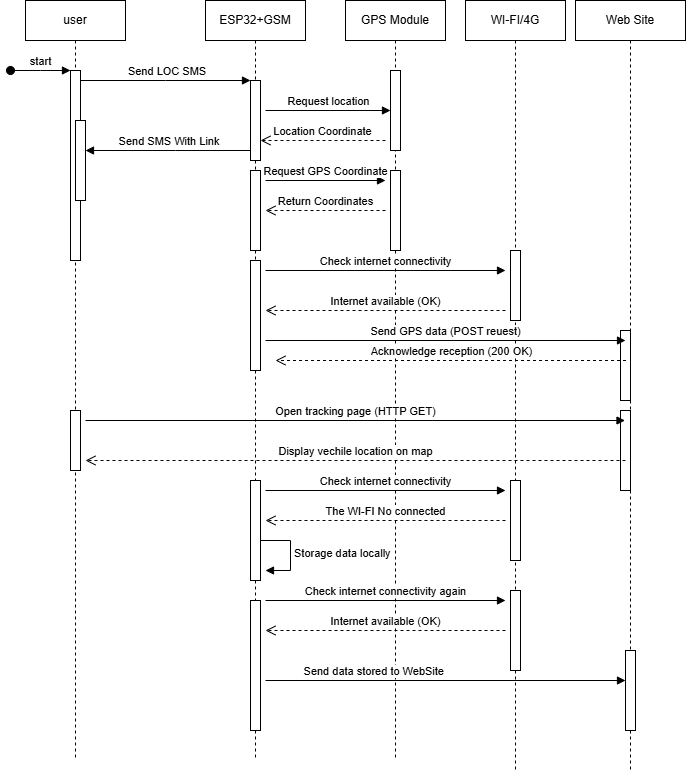 user
ESP32+GSM
GPS Module
WI-FI/4G
Web Site
start
Send LOC SMS
Request location
Location Coordinate
Send SMS With Link
Request GPS Coordinate
Return Coordinates
Check internet connectivity
Internet available (OK)
Send GPS data (POST reuest)
Acknowledge reception (200 OK)
Open tracking page (HTTP GET)
Display vechile location on map
Check internet connectivity
The WI-FI No connected
Storage data locally
Check internet connectivity again
Internet available (OK)
Send data stored to WebSite